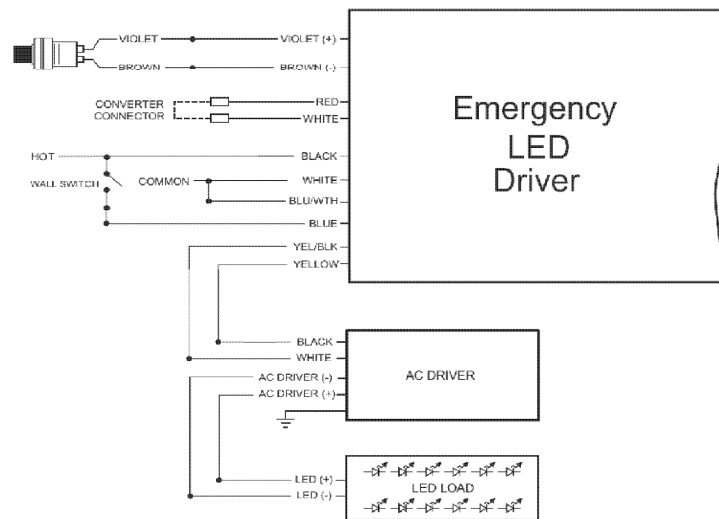 VIOLET VIOLET (+)
BROWN BROWN (-)
CONVERTER
CONNECTOR
RED
WHITE
Emergency
LED
Driver
HOT BLACK
WALL SWITCH COMMON WHITE
BLU/WTH
BLUE
YEL/BLK
YELLOW
BLACK
WHITE
AC DRIVER (-)
AC DRIVER (+)
AC DRIVER
LED (+)
LED (-)
LED LOAD